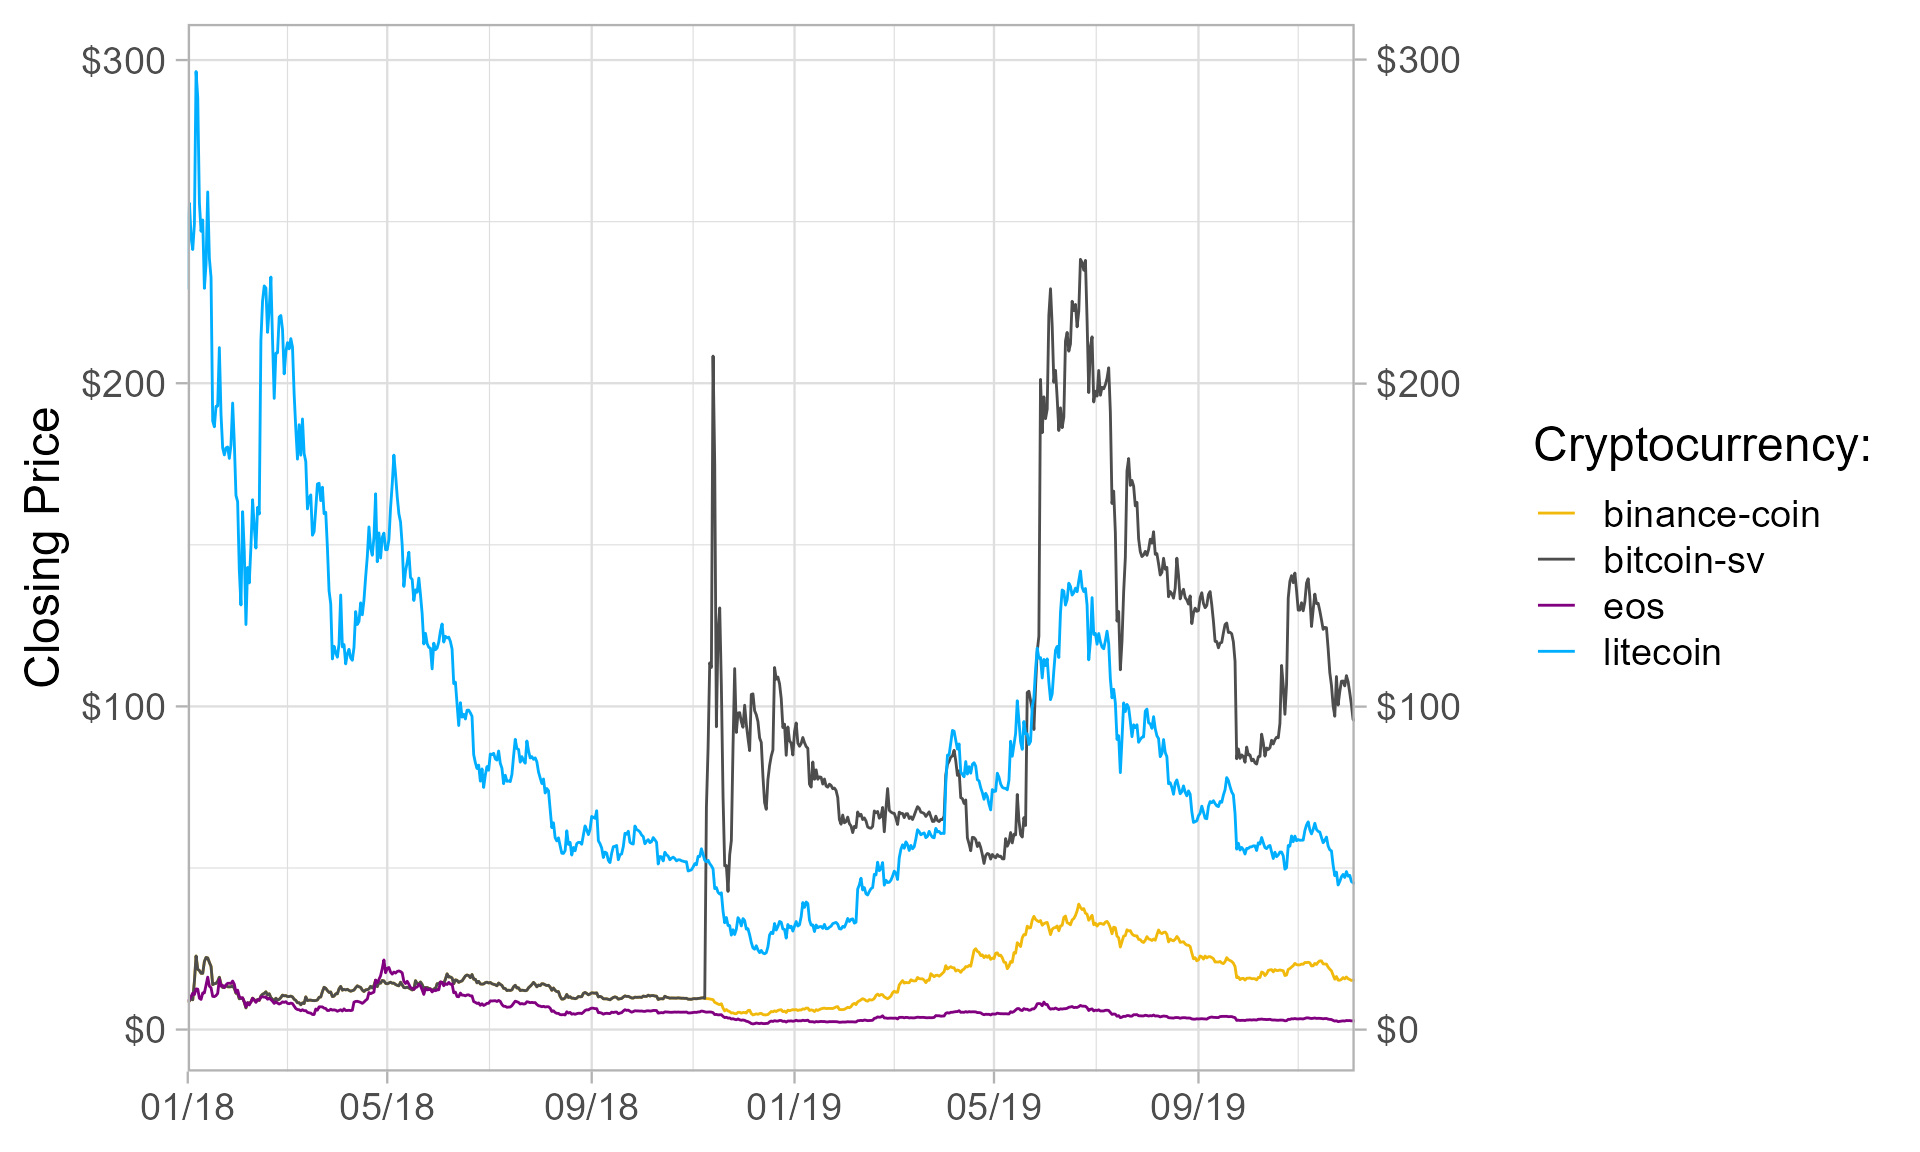 Closing Price
$300
$200
$100
$0
$300
$200
$100
$0
01/18 05/18 09/18 01/19 05/19 09/19
Cryptocurrency:
binance-coin
bitcoin-sv
eos
litecoin